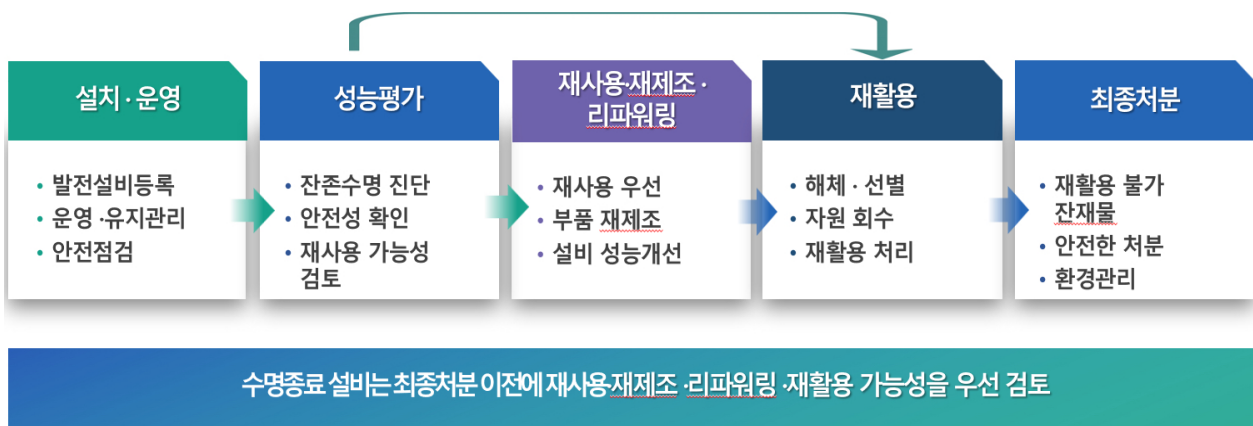 설치 · 운영
• 발전설비등록
• 운영 ·유지관리
• 안전점검
성능평가
• 잔존수명 진단
• 안전성 확인
• 재사용 가능성
검토
재사용·재제조 ·
리파워링
• 재사용 우선
• 부품 재제조
• 설비 성능개선
재활용
• 해체 · 선별
• 자원 회수
• 재활용 처리
최종처분
• 재활용 불가
잔재물
• 안전한 처분
• 환경관리
수명종료 설비는 최종처분 이전에 재사용·재제조 ·리파워링 ·재활용 가능성을 우선 검토